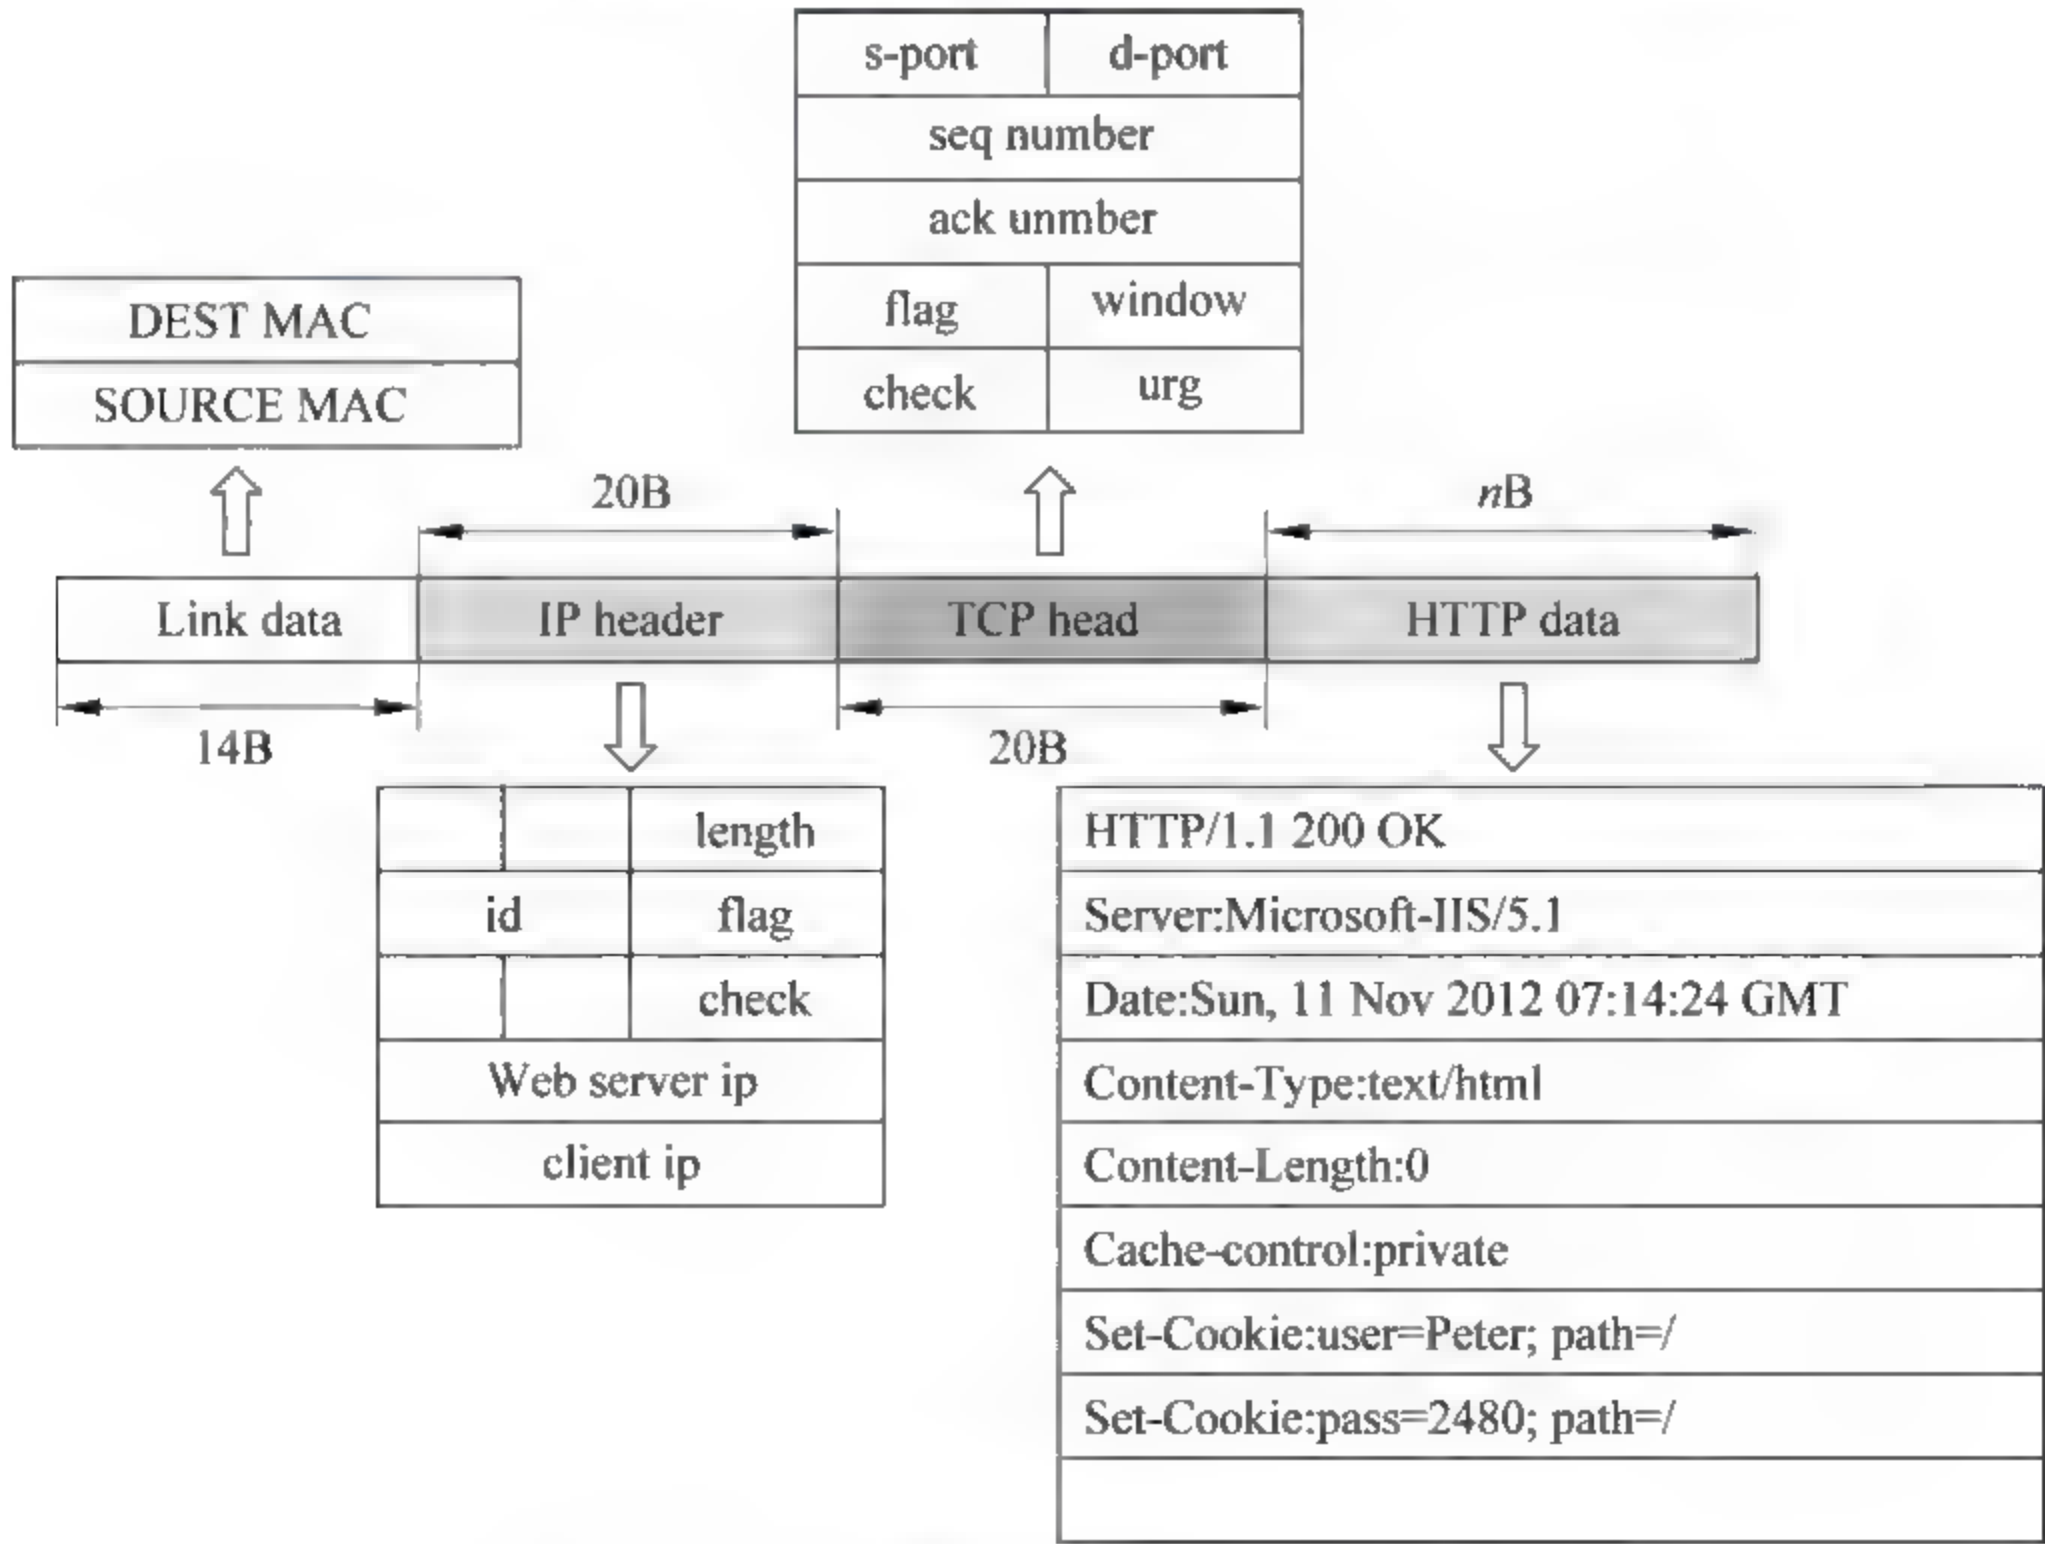 s-port d-port
seq number
ack unmber
flag window
check urg
DEST MAC
SOURCE MAC
20B
nB
Link data IP header TCP head HTTP data
14B
20B
length
id flag
check
Web server ip
client ip
HTTP/1.1 200 OK
Server:Microsoft-IIS/5.1
Date:Sun, 11 Nov 2012 07:14:24 GMT
Content-Type:text/html
Content-Length:0
Cache-control:private
Set-Cookie:user=Peter; path=/
Set-Cookie:pass=2480; path=/